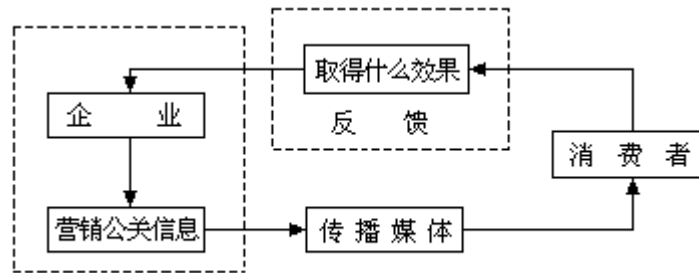 取得什么效果
企业
反馈
消费者
营销公关信息
传播媒体